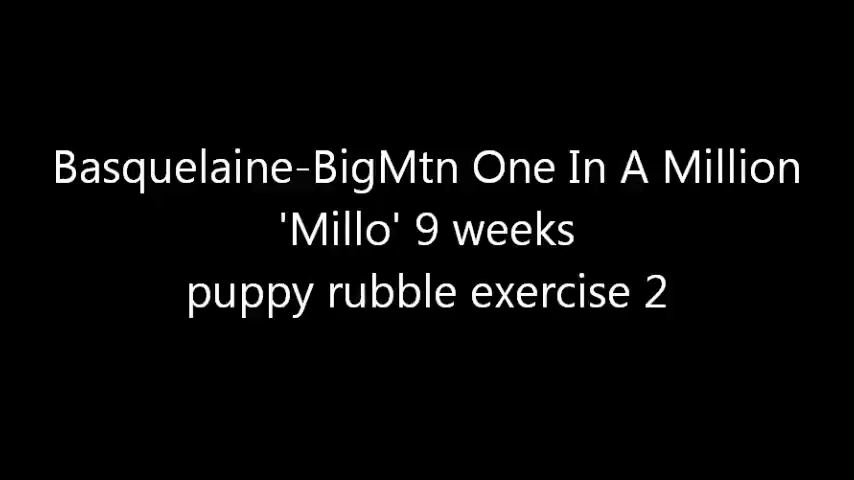 Basquelaine-BigMtn One In A Million
'Millo' 9 weeks
puppy rubble exercise 2